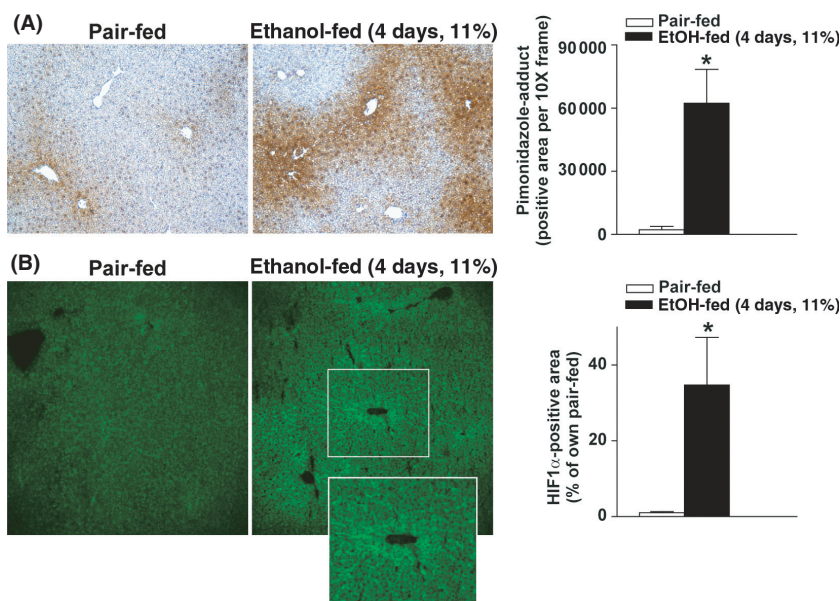 (A)
Pair-fed
Ethanol-fed (4 days, 11%)
Pair-fed
EtOH-fed (4 days, 11%)
Pimonidazole-adduct
(positive area per 10X frame)
90 000
60 000
30 000
0
*
(B)
Pair-fed
Ethanol-fed (4 days, 11%)
Pair-fed
EtOH-fed (4 days, 11%)
HIF1α-positive area
(% of own pair-fed)
40
20
0
*